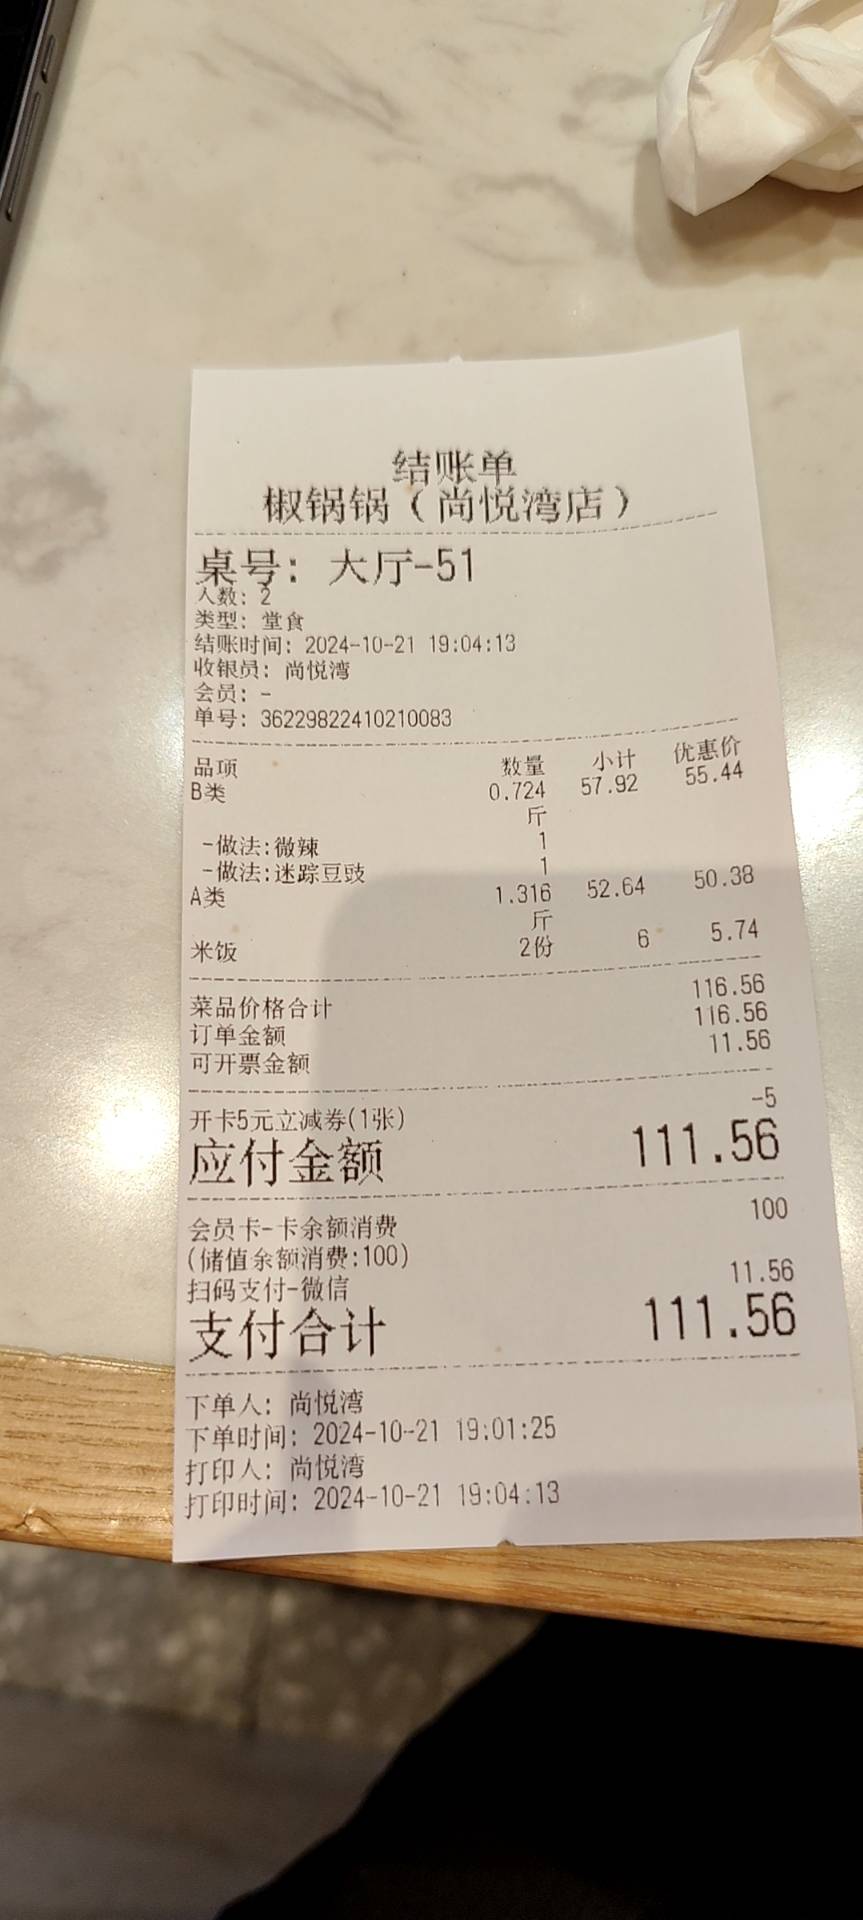 结账单
椒锅锅（尚悦湾店）
桌号: 大厅-51
人数: 2
类型: 堂食
结账时间: 2024-10-21 19:04:13
收银员: 尚悦湾
会员: -
单号: 36229822410210083
品项 数量 小计 优惠价
B类 0.724 57.92 55.44
斤
-做法:微辣 1
-做法:迷踪豆豉 1
A类 1.316 52.64 50.38
斤
米饭 2份 6 5.74
菜品价格合计 116.56
订单金额 116.56
可开票金额 11.56
开卡5元立减券(1张) -5
应付金额 111.56
会员卡-卡余额消费 100
(储值余额消费:100)
扫码支付-微信 11.56
支付合计 111.56
下单人: 尚悦湾
下单时间: 2024-10-21 19:01:25
打印人: 尚悦湾
打印时间: 2024-10-21 19:04:13